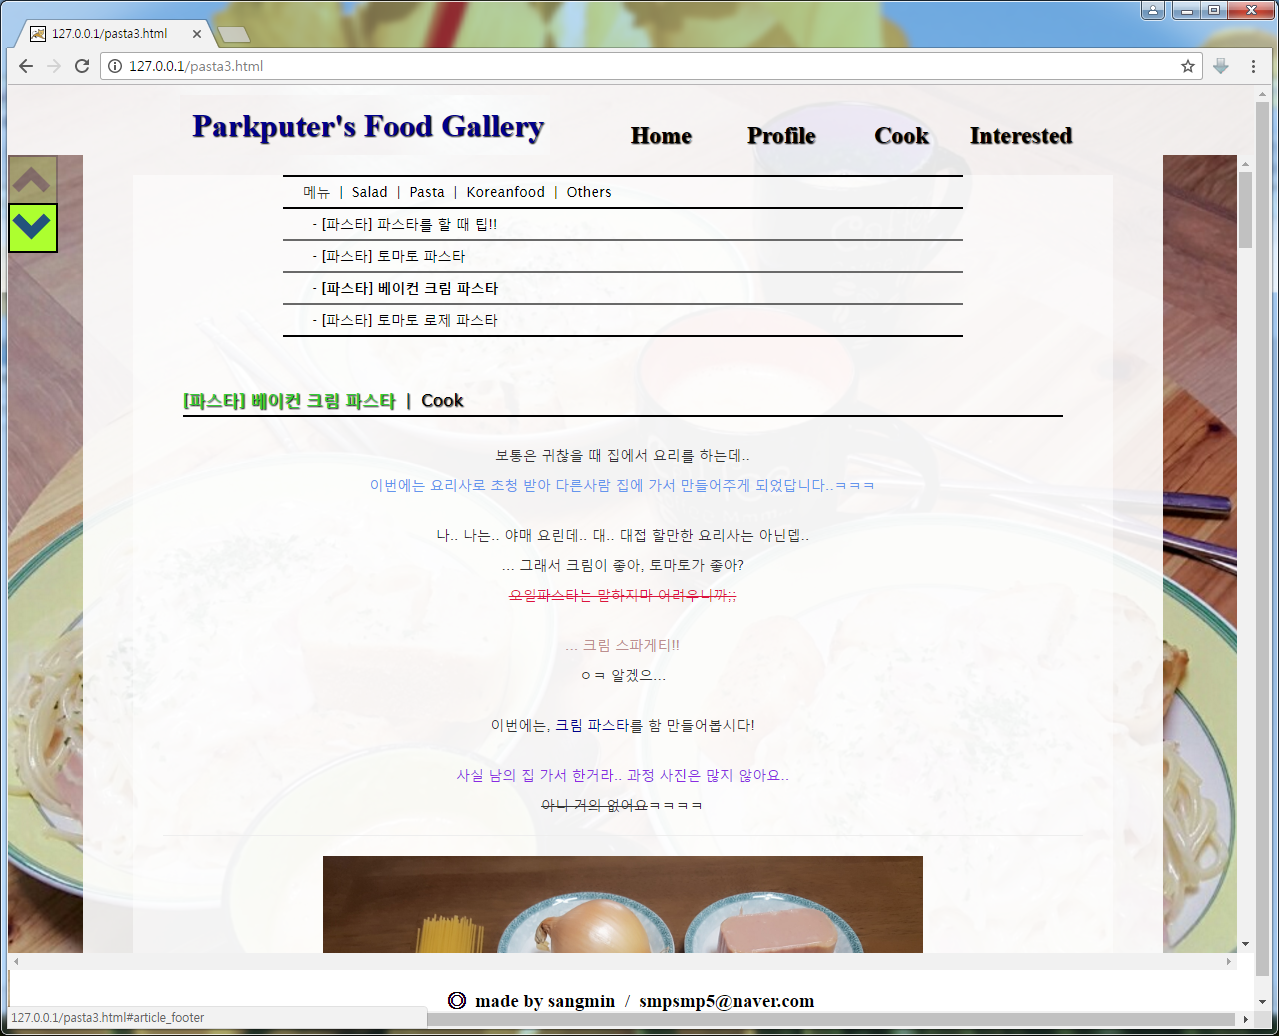 127.0.0.1/pasta3.html
127.0.0.1/pasta3.html
Parkputer's Food Gallery
Home Profile Cook Interested
메뉴 | Salad | Pasta | Koreanfood | Others
- [파스타] 파스타를 할 때 팁!!
- [파스타] 토마토 파스타
- [파스타] 베이컨 크림 파스타
- [파스타] 토마토 로제 파스타
[파스타] 베이컨 크림 파스타 | Cook
보통은 귀찮을 때 집에서 요리를 하는데..
이번에는 요리사로 초청 받아 다른사람 집에 가서 만들어주게 되었답니다..ㅋㅋㅋ
나.. 나는.. 야매 요린데.. 대.. 대접 할만한 요리사는 아닌뎁..
... 그래서 크림이 좋아, 토마토가 좋아?
오일파스타는 말하지마 어려우니까;;
... 크림 스파게티!!
ㅇㅋ 알겠으...
이번에는, 크림 파스타를 함 만들어봅시다!
사실 남의 집 가서 한거라.. 과정 사진은 많지 않아요..
아니 거의 없어요ㅋㅋㅋㅋ
made by sangmin / smpsmp5@naver.com
127.0.0.1/pasta3.html#article_footer